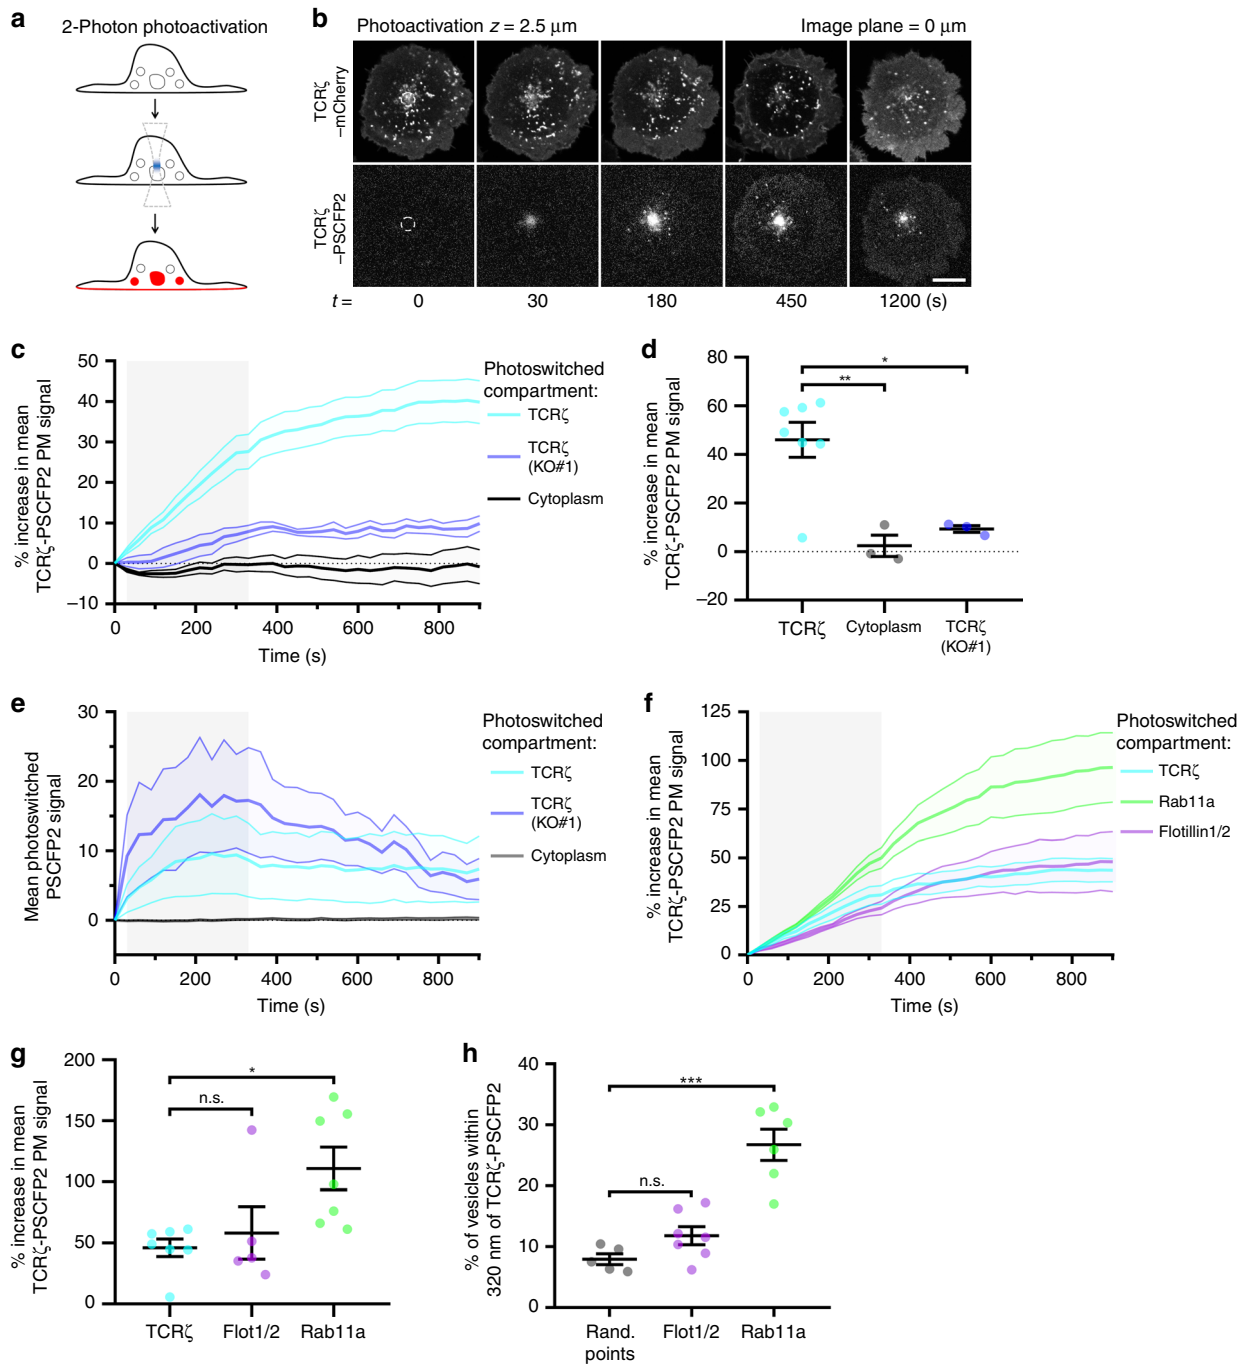 a
2-Photon photoactivation
b
Photoactivation z = 2.5 μm
Image plane = 0 μm
TCRζ
–mCherry
TCRζ
–PSCFP2
t =
0
30
180
450
1200 (s)
c
% increase in mean
TCRζ-PSCFP2 PM signal
50
40
30
20
10
0
–10
0
200
400
600
800
Time (s)
Photoswitched
compartment:
TCRζ
TCRζ
(KO#1)
Cytoplasm
d
% increase in mean
TCRζ-PSCFP2 PM signal
80
60
40
20
0
–20
*
**
TCRζ
Cytoplasm
TCRζ
(KO#1)
e
Mean photoswitched
PSCFP2 signal
30
20
10
0
0
200
400
600
800
Time (s)
Photoswitched
compartment:
TCRζ
TCRζ
(KO#1)
Cytoplasm
f
% increase in mean
TCRζ-PSCFP2 PM signal
125
100
75
50
25
0
0
200
400
600
800
Time (s)
Photoswitched
compartment:
TCRζ
Rab11a
Flotillin1/2
g
% increase in mean
TCRζ-PSCFP2 PM signal
200
150
100
50
0
*
n.s.
TCRζ
Flot1/2
Rab11a
h
% of vesicles within
320 nm of TCRζ-PSCFP2
40
30
20
10
0
***
n.s.
Rand.
points
Flot1/2
Rab11a